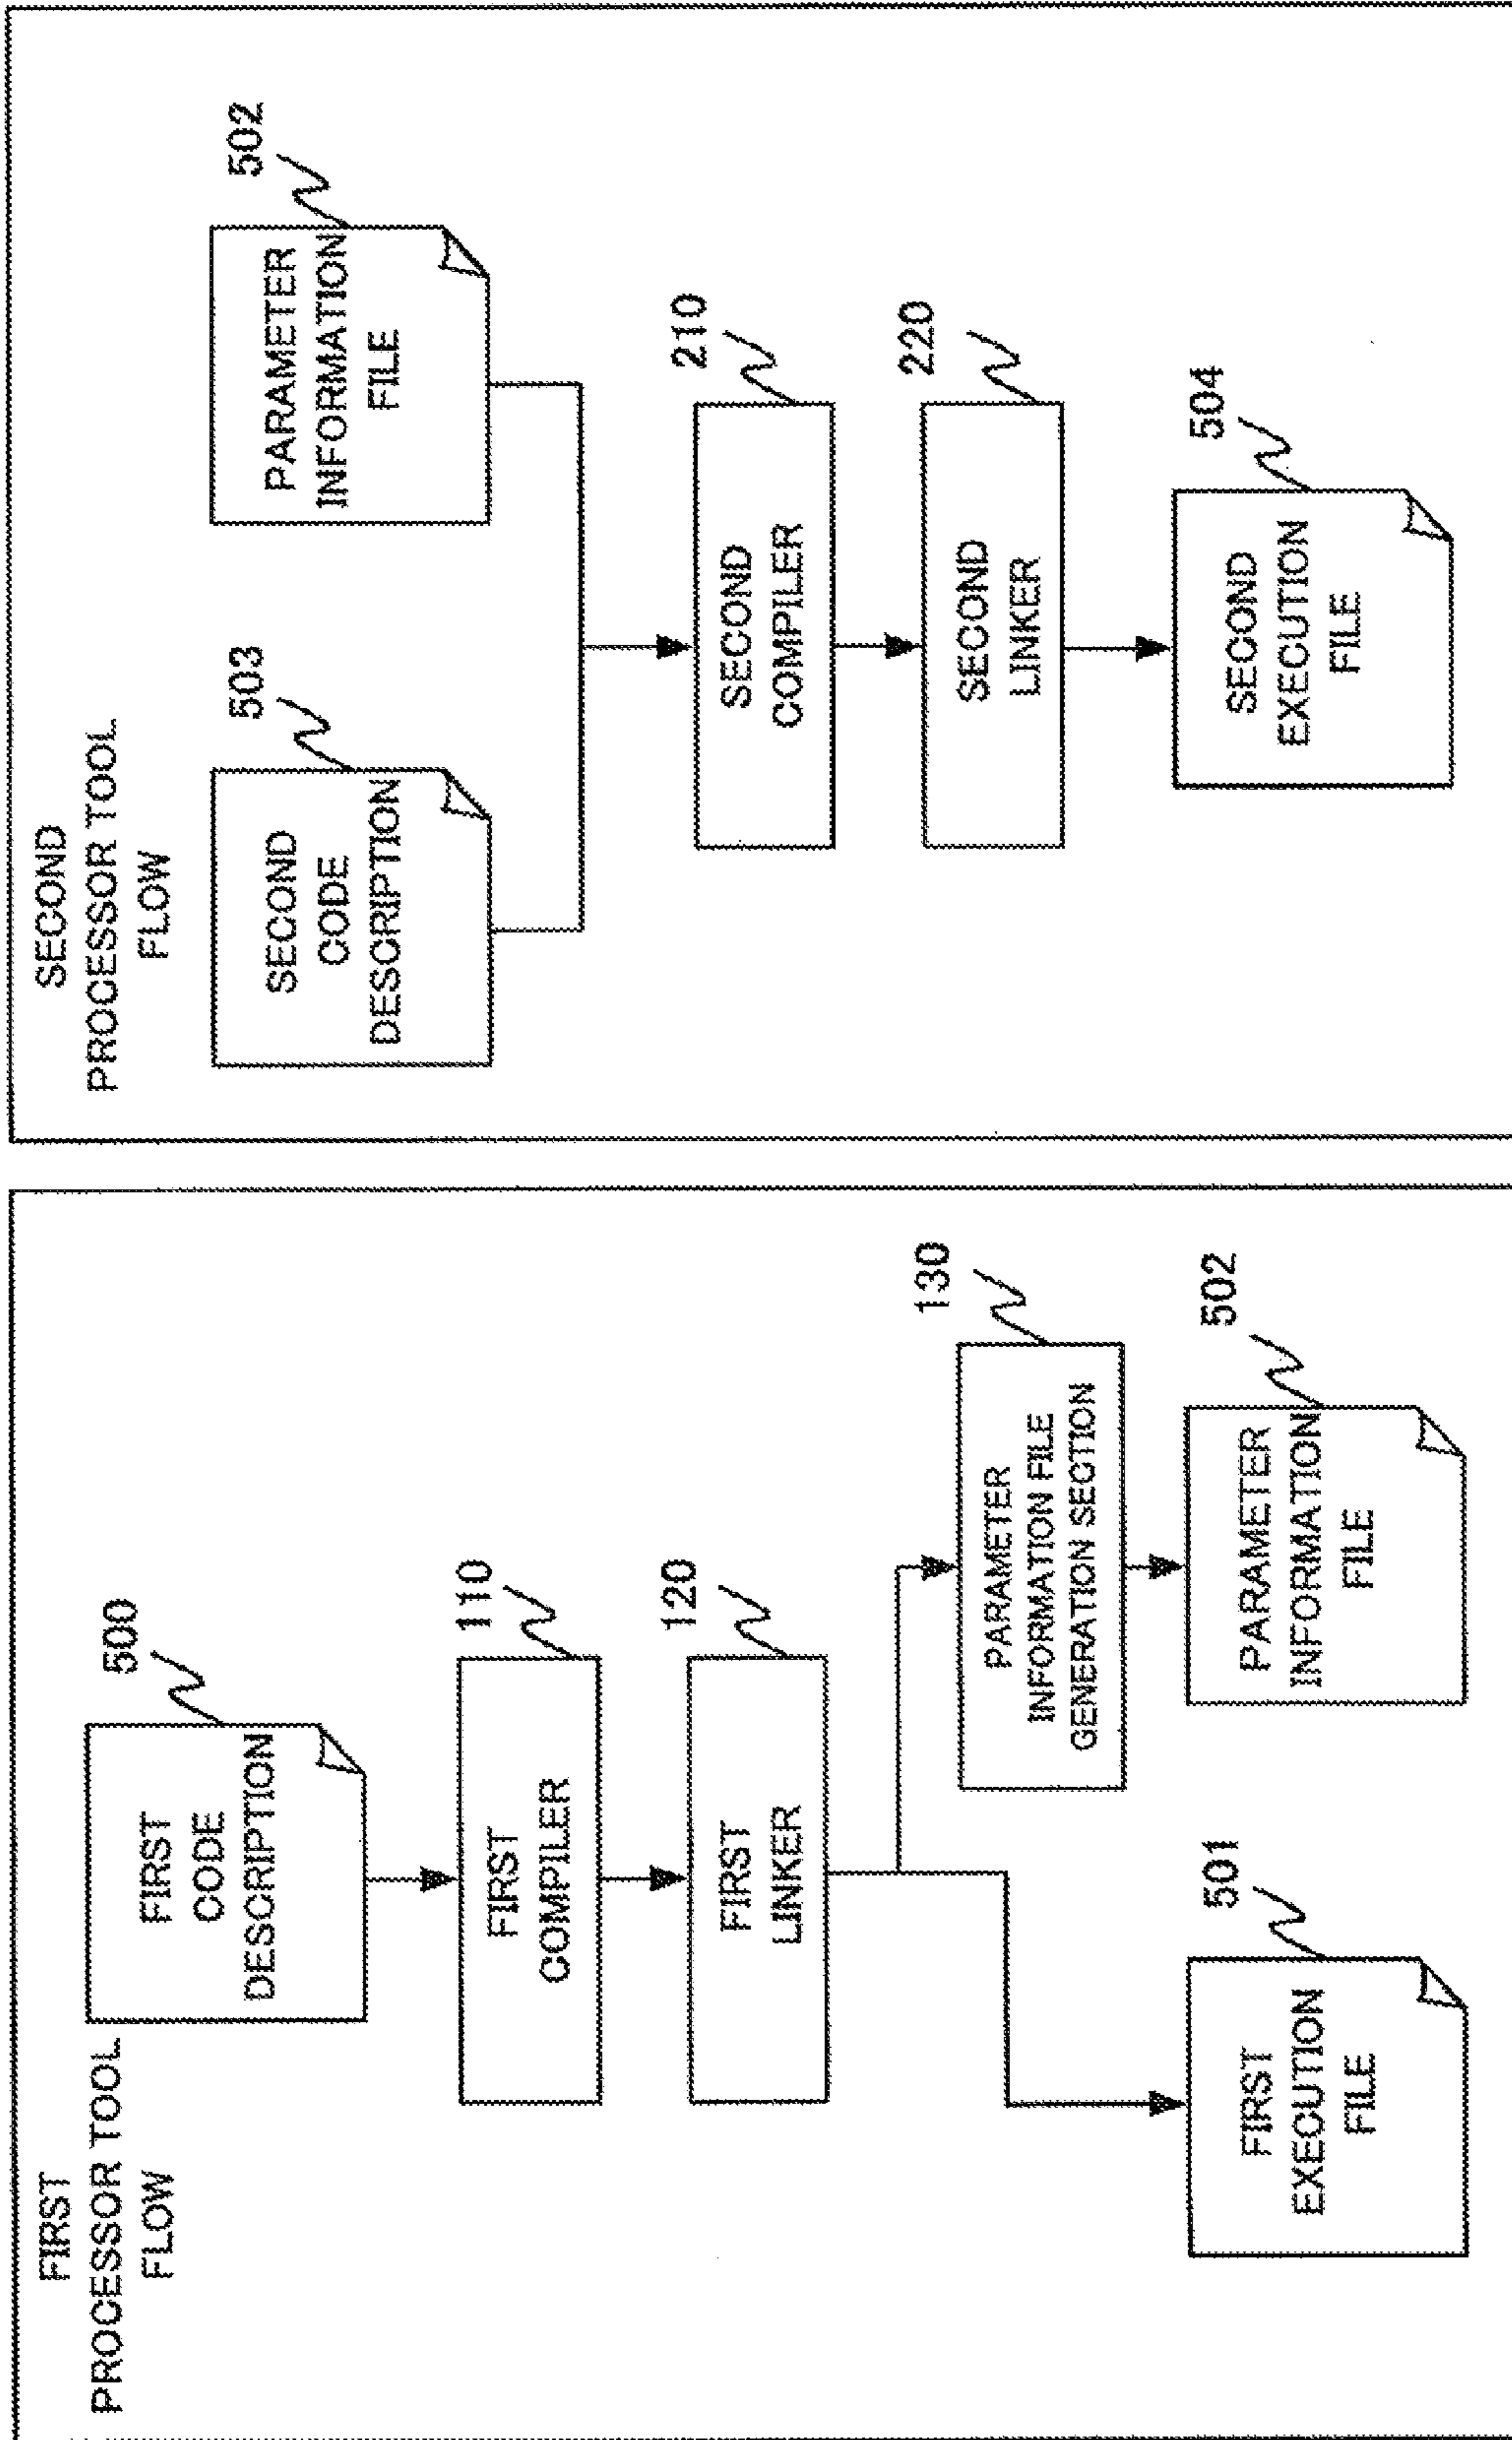 FIRST
PROCESSOR TOOL
FLOW
500
FIRST
CODE
DESCRIPTION
110
FIRST
COMPILER
120
FIRST
LINKER
130
PARAMETER
INFORMATION FILE
GENERATION SECTION
501
FIRST
EXECUTION
FILE
502
PARAMETER
INFORMATION
FILE
SECOND
PROCESSOR TOOL
FLOW
503
SECOND
CODE
DESCRIPTION
502
PARAMETER
INFORMATION
FILE
210
SECOND
COMPILER
220
SECOND
LINKER
504
SECOND
EXECUTION
FILE